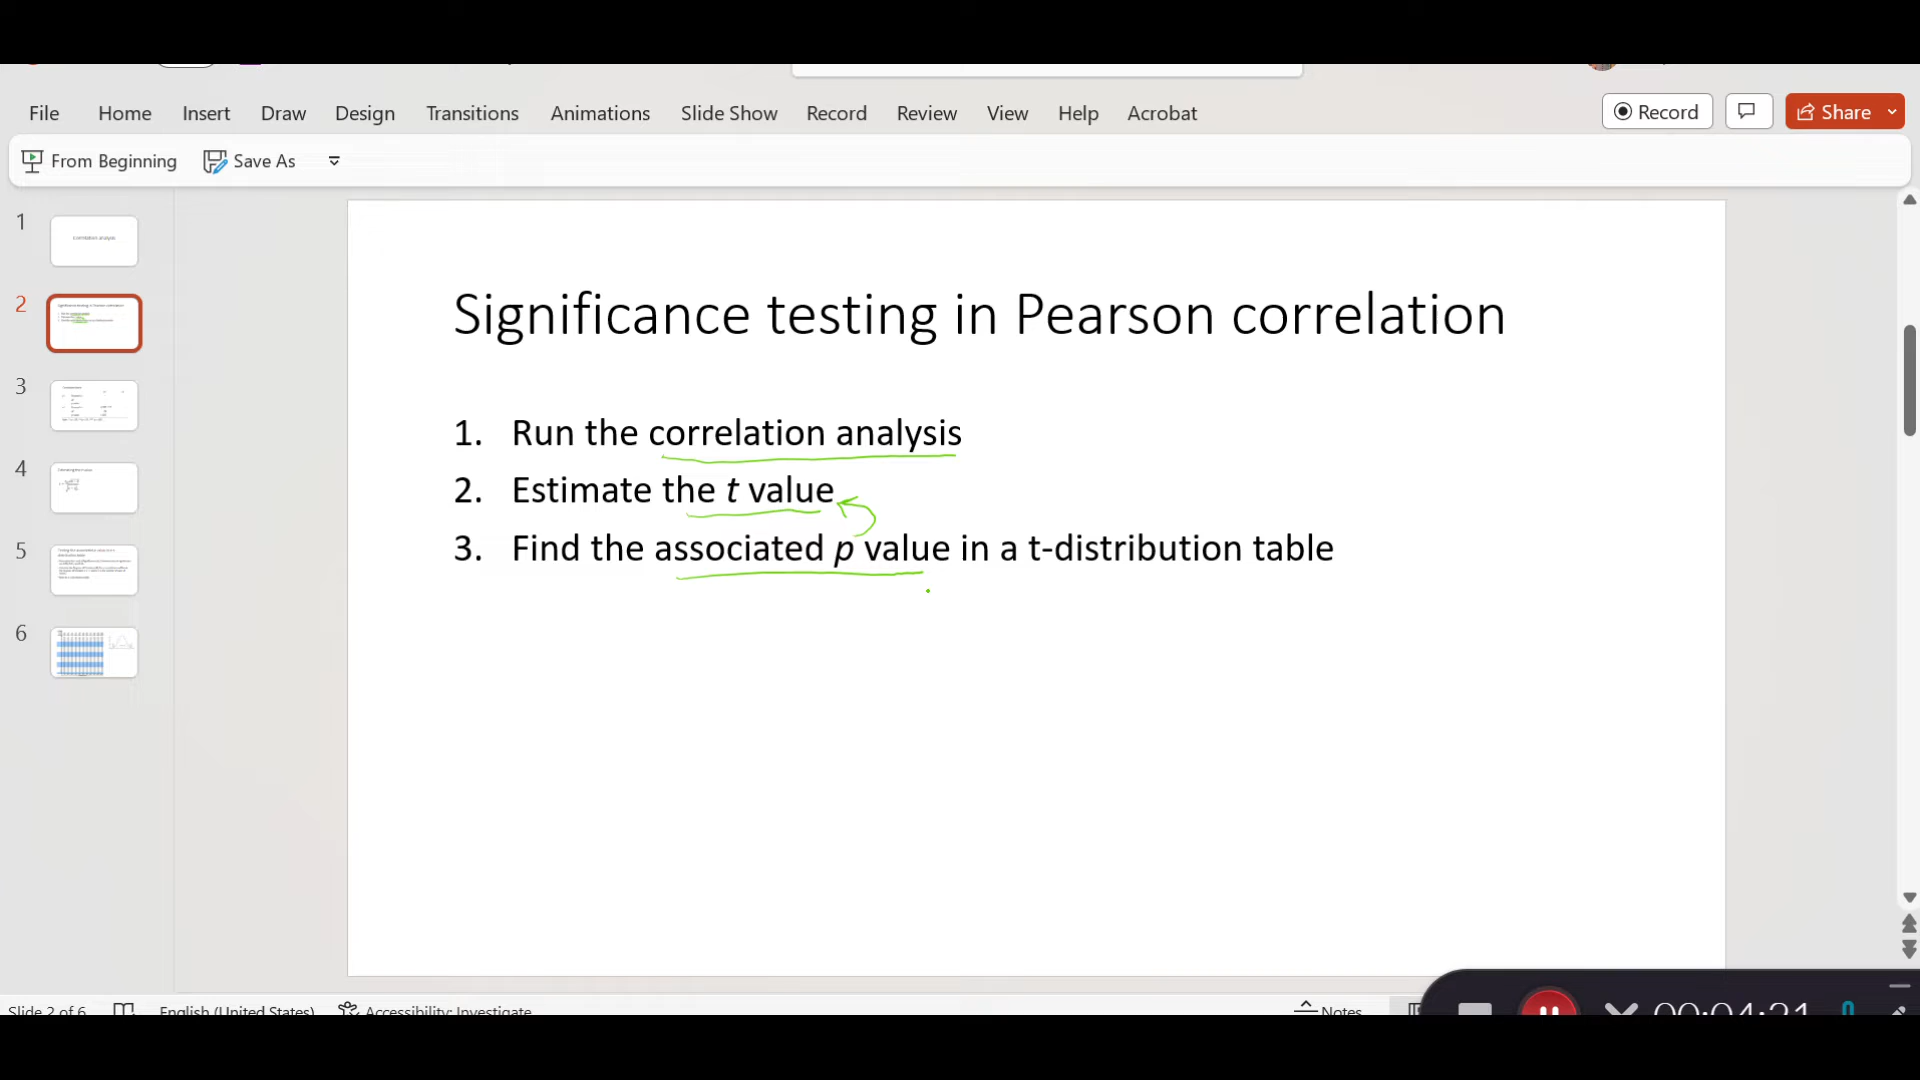 File Home Insert Draw Design Transitions Animations Slide Show Record Review View Help Acrobat Record Share
From Beginning Save As
1
Correlation analysis
2
3
4
5
6
Significance testing in Pearson correlation
1. Run the correlation analysis
2. Estimate the t value
3. Find the associated p value in a t-distribution table
Slide 2 of 6 English (United States) Accessibility: Investigate Notes
00:04:21